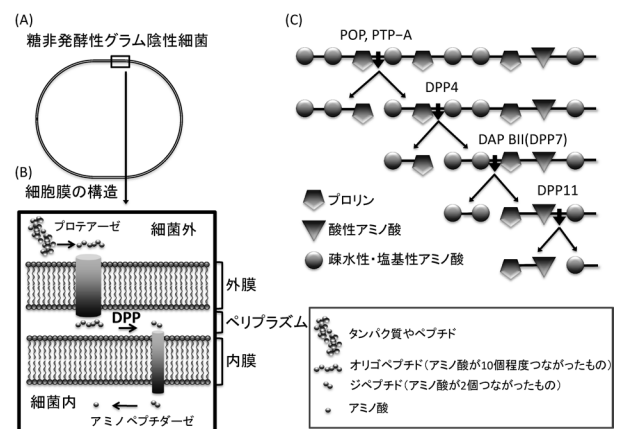 (A)
糖非発酵性グラム陰性細菌
(B)
細胞膜の構造
プロテアーゼ
細菌外
外膜
DPP
ペリプラズム
内膜
細菌内
アミノペプチダーゼ
(C)
POP, PTP-A
DPP4
DAP BII(DPP7)
DPP11
プロリン
酸性アミノ酸
疎水性・塩基性アミノ酸
タンパク質やペプチド
オリゴペプチド(アミノ酸が10個程度つながったもの)
ジペプチド(アミノ酸が2個つながったもの)
アミノ酸